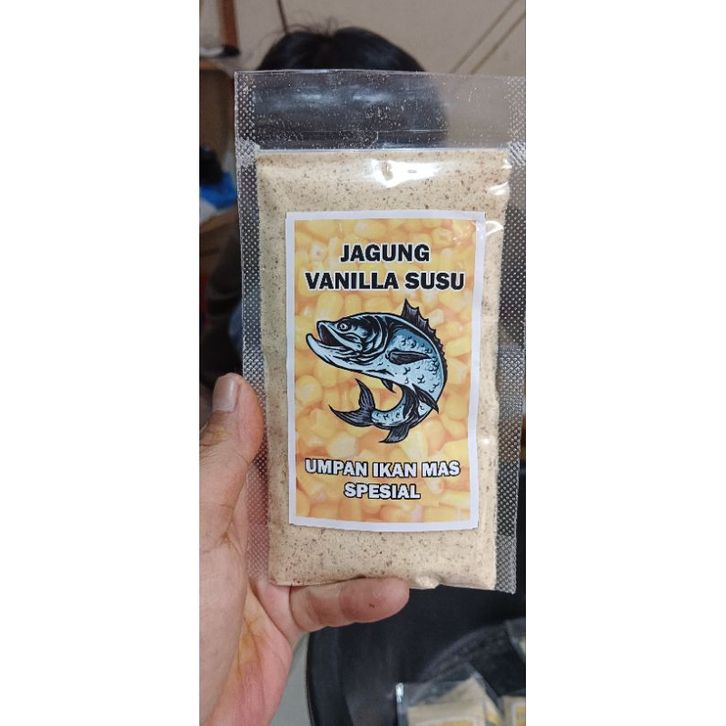 JAGUNG
VANILLA SUSU
UMPAN IKAN MAS
SPESIAL